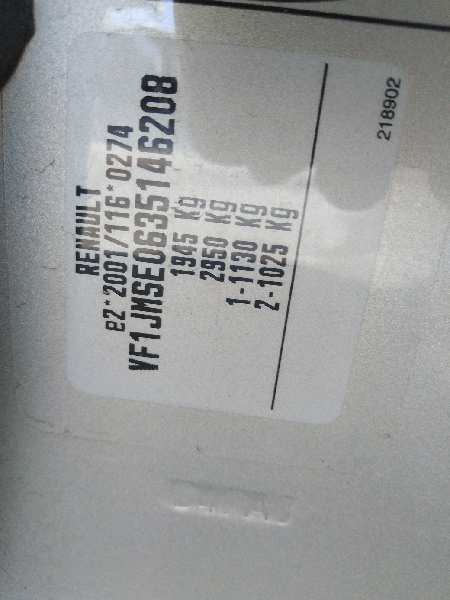 RENAULT
e2*2001/116*0274
VF1JMSE0635146208
1945 Kg
2950 Kg
1-1130 Kg
2-1025 Kg
218902